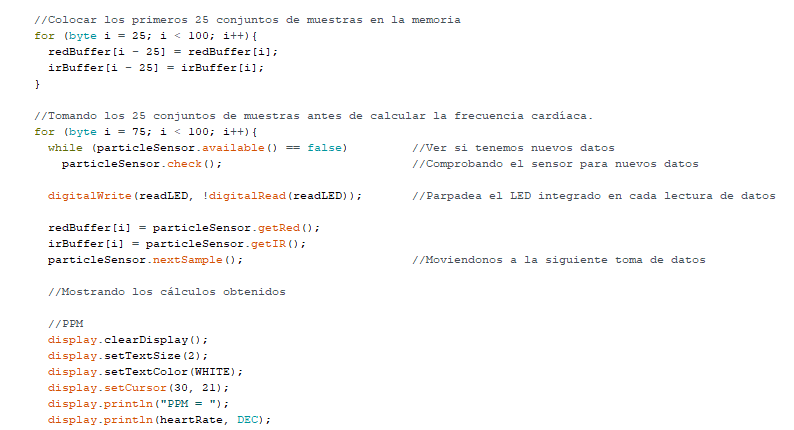 //Colocar los primeros 25 conjuntos de muestras en la memoria
for (byte i = 25; i < 100; i++){
redBuffer[i - 25] = redBuffer[i];
irBuffer[i - 25] = irBuffer[i];
}
//Tomando los 25 conjuntos de muestras antes de calcular la frecuencia cardíaca.
for (byte i = 75; i < 100; i++){
while (particleSensor.available() == false) //Ver si tenemos nuevos datos
particleSensor.check(); //Comprobando el sensor para nuevos datos
digitalWrite(readLED, !digitalRead(readLED)); //Parpadea el LED integrado en cada lectura de datos
redBuffer[i] = particleSensor.getRed();
irBuffer[i] = particleSensor.getIR();
particleSensor.nextSample(); //Moviendonos a la siguiente toma de datos
//Mostrando los cálculos obtenidos
//PPM
display.clearDisplay();
display.setTextSize(2);
display.setTextColor(WHITE);
display.setCursor(30, 21);
display.println("PPM = ");
display.println(heartRate, DEC);